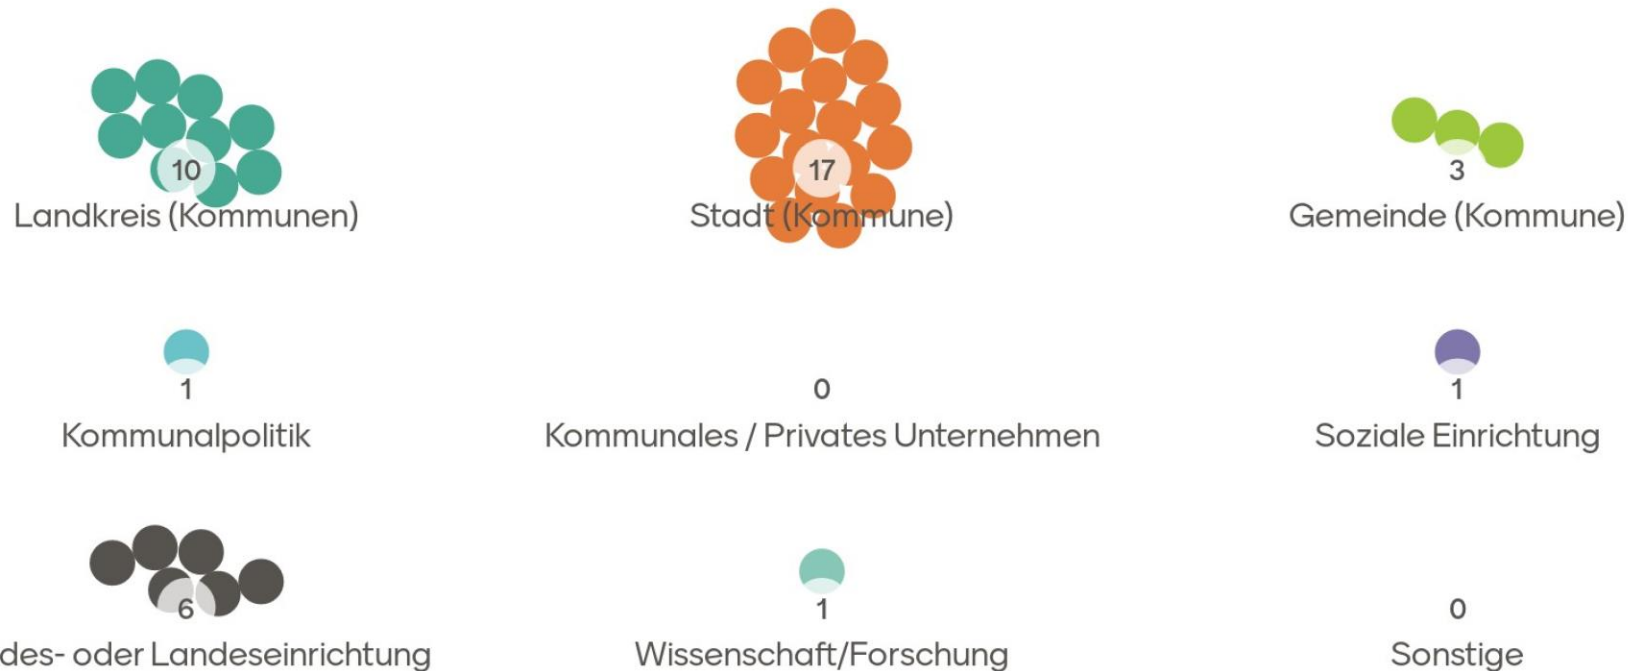 10 17 3
Landkreis (Kommunen) Stadt (Kommune) Gemeinde (Kommune)
1 0 1
Kommunalpolitik Kommunales / Privates Unternehmen Soziale Einrichtung
6 1 0
des- oder Landeseinrichtung Wissenschaft/Forschung Sonstige